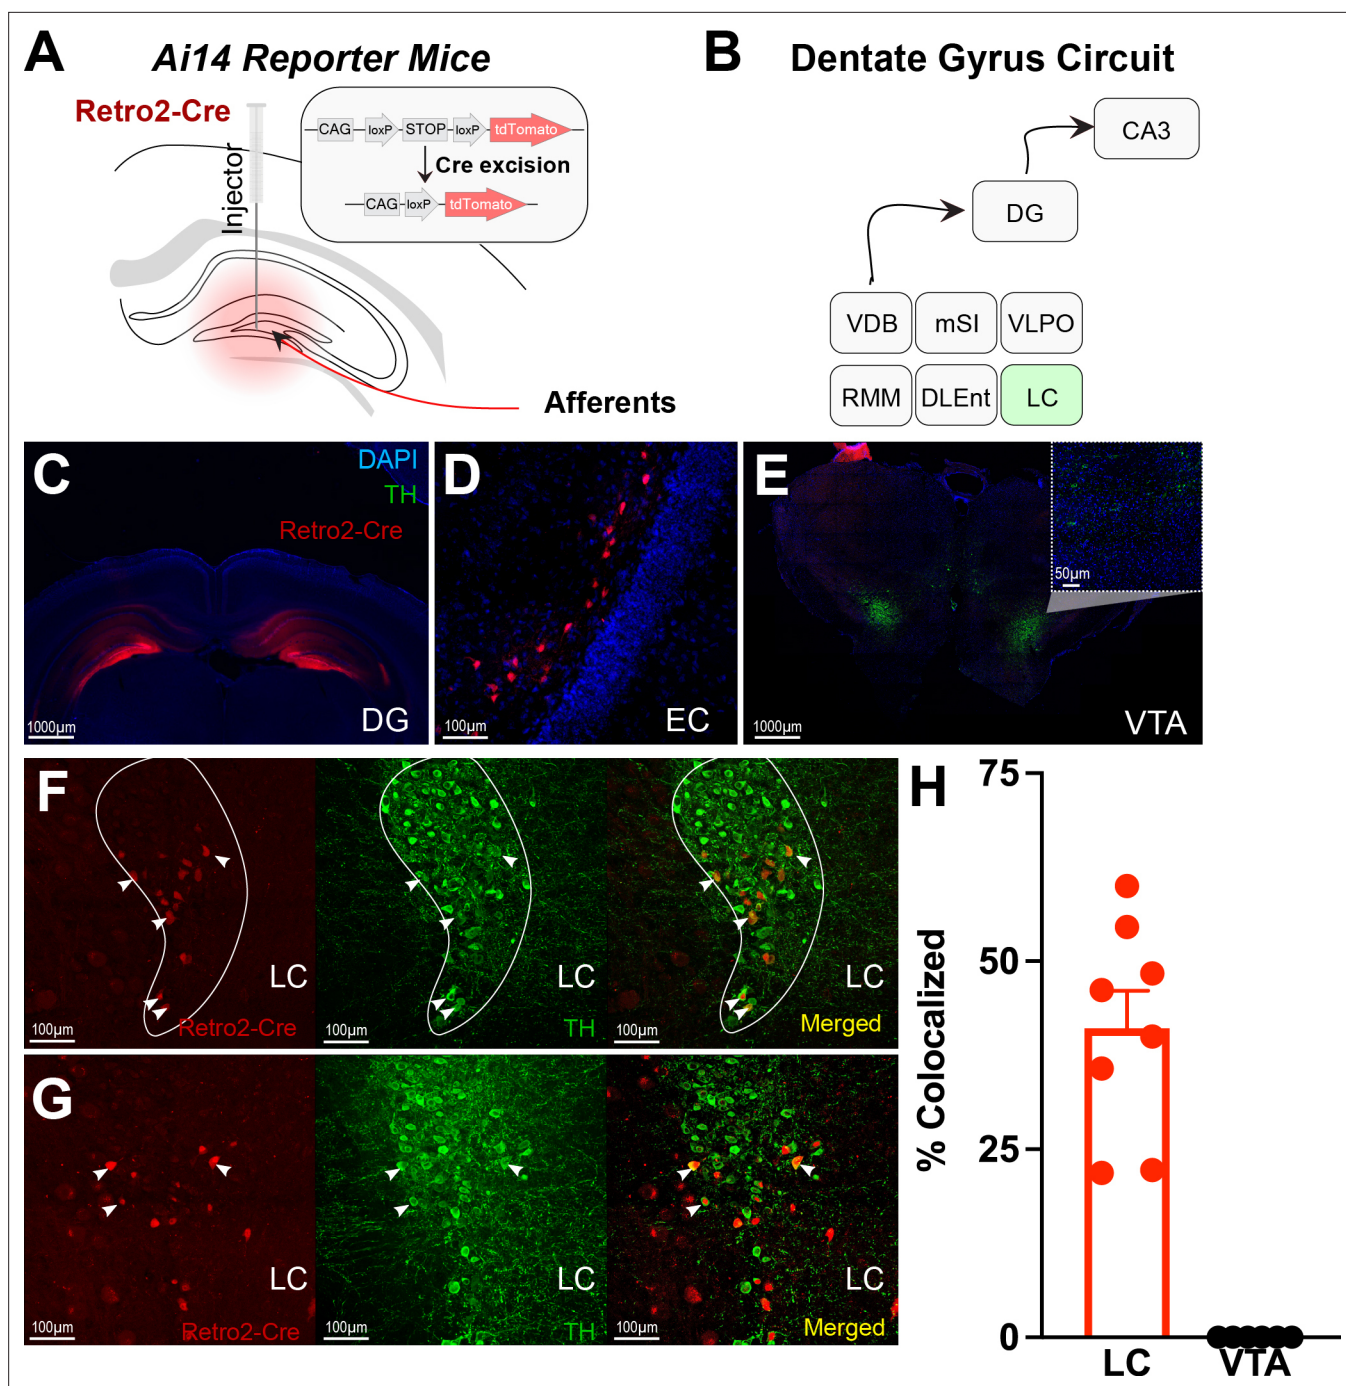 A
Ai14 Reporter Mice
Retro2-Cre
Injector
CAG loxP STOP loxP tdTomato
Cre excision
CAG loxP tdTomato
Afferents
B
Dentate Gyrus Circuit
CA3
DG
VDB mSI VLPO
RMM DLEnt LC
C
DAPI
TH
Retro2-Cre
1000µm
DG
D
100µm
EC
E
50µm
1000µm
VTA
F
LC
100µm
Retro2-Cre
LC
TH
LC
100µm
Merged
G
LC
100µm
Retro2-Cre
LC
100µm
TH
LC
100µm
Merged
H
% Colocalized
75
50
25
0
LC
VTA